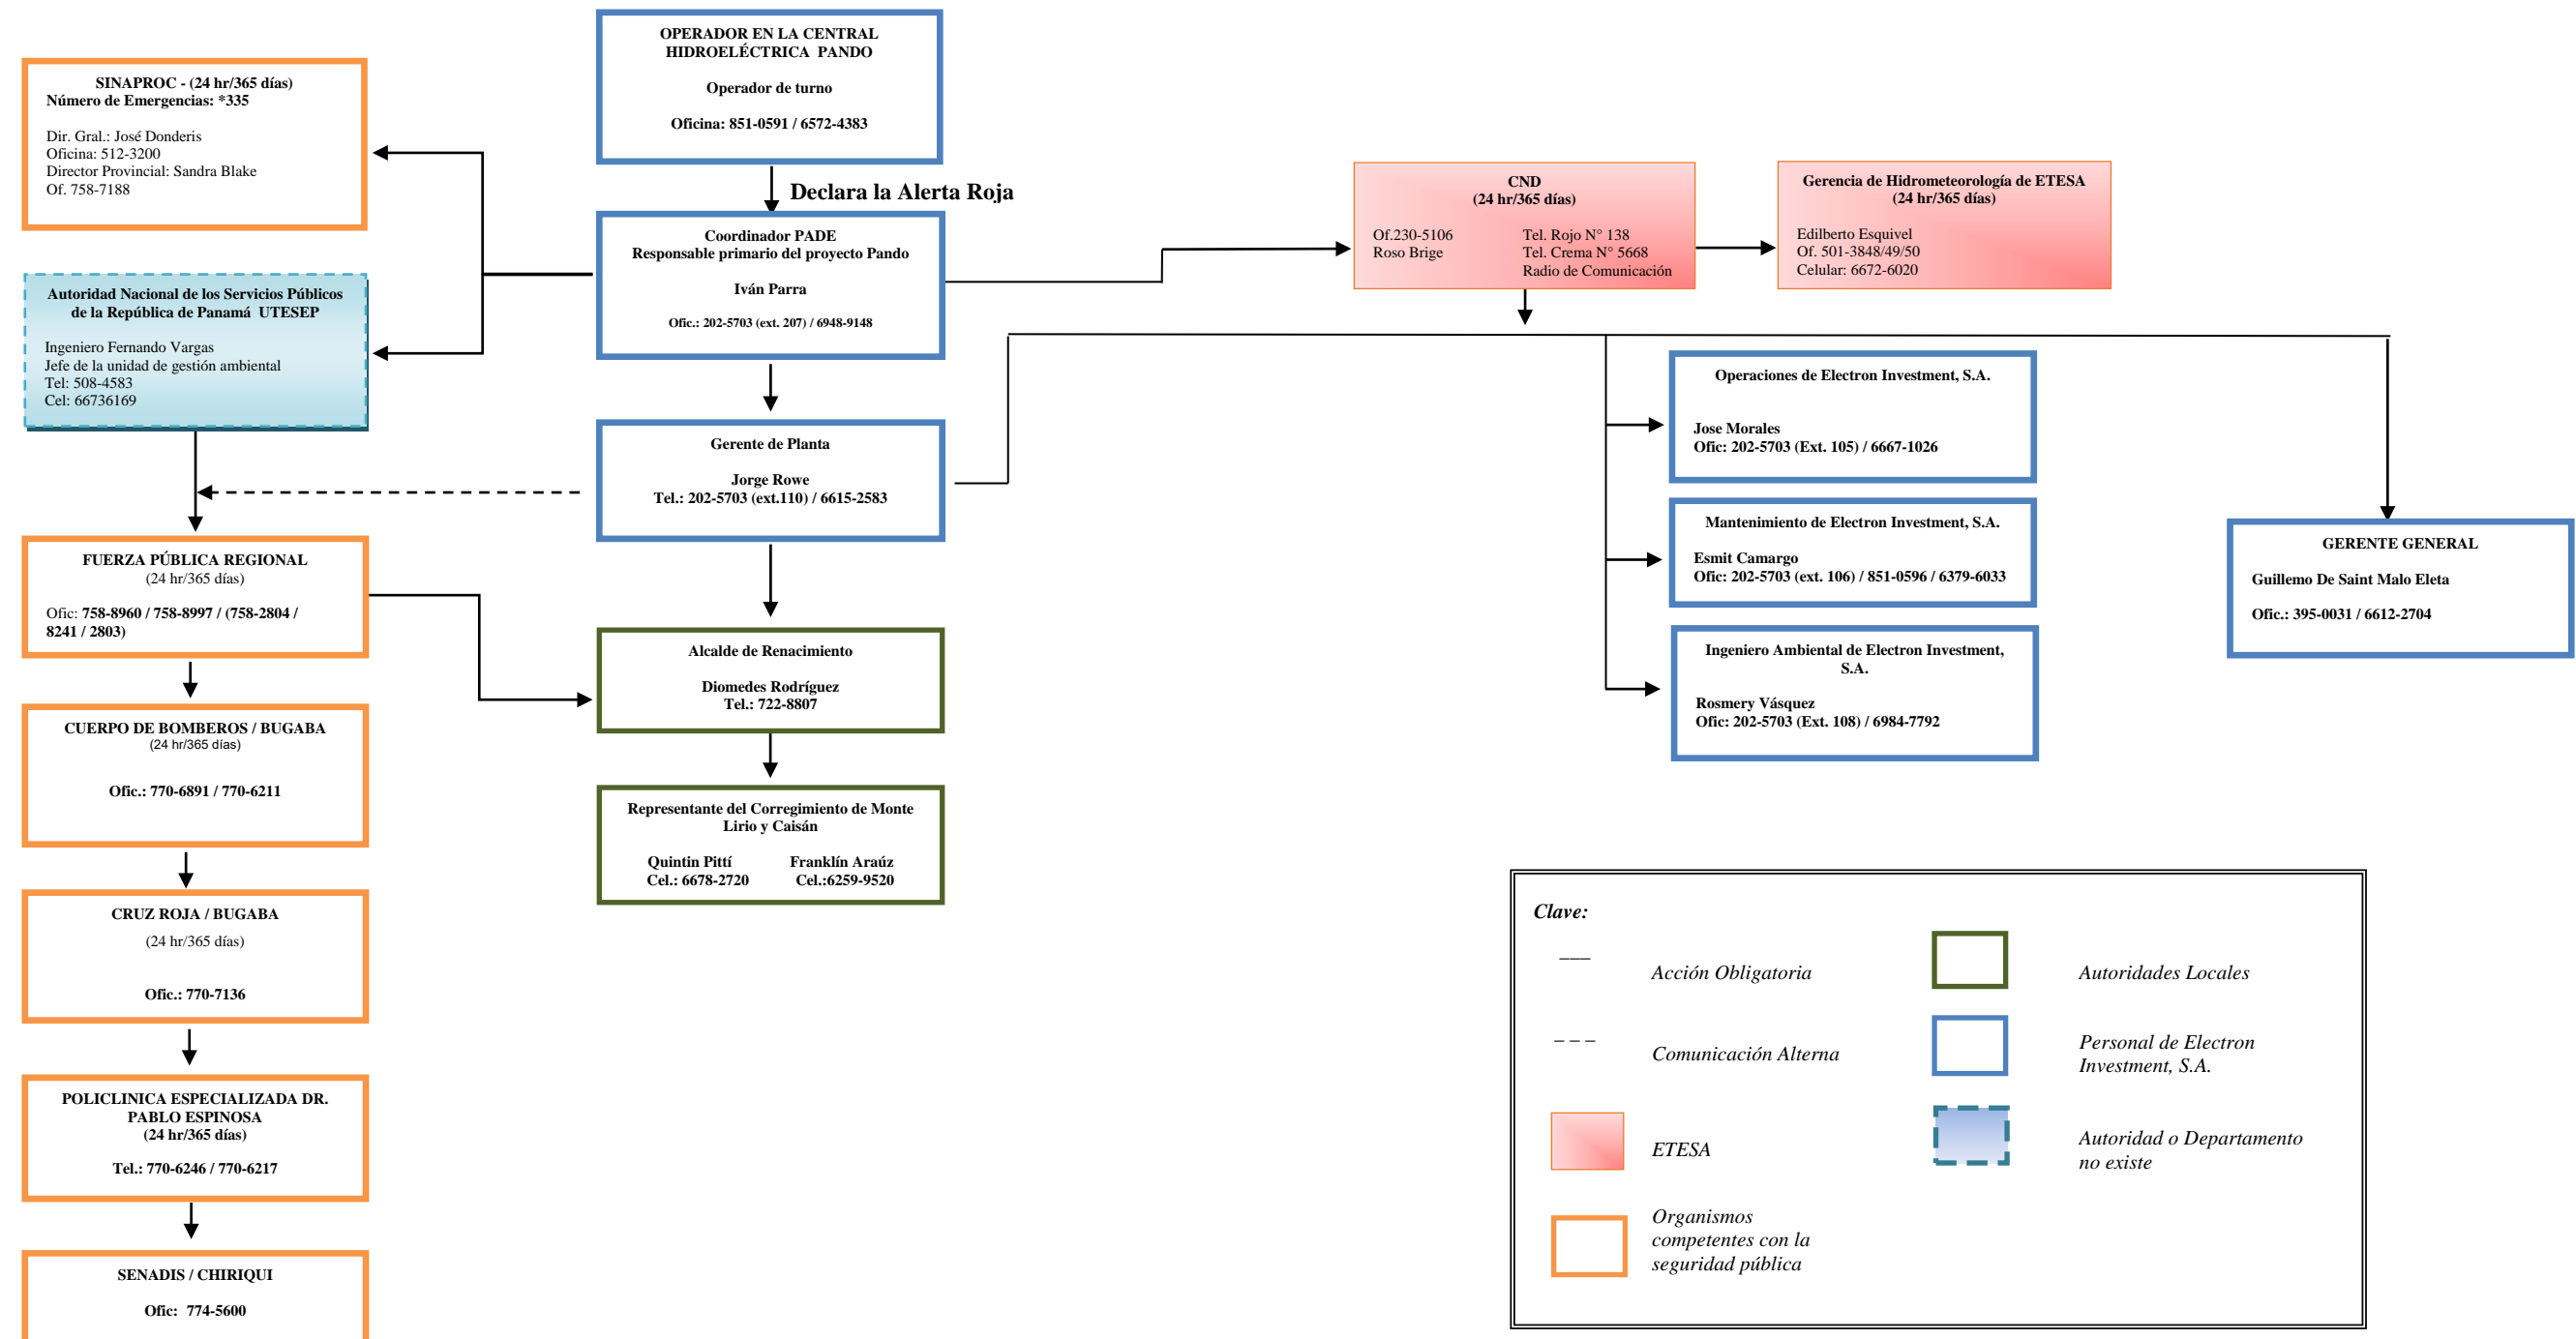 OPERADOR EN LA CENTRAL
HIDROELÉCTRICA PANDO
Operador de turno
Oficina: 851-0591 / 6572-4383
SINAPROC - (24 hr/365 días)
Número de Emergencias: *335
Dir. Gral.: José Donderis
Oficina: 512-3200
Director Provincial: Sandra Blake
Of. 758-7188
Declara la Alerta Roja
Coordinador PADE
Responsable primario del proyecto Pando
Iván Parra
Ofic.: 202-5703 (ext. 207) / 6948-9148
CND
(24 hr/365 días)
Of.230-5106
Roso Brige
Tel. Rojo N° 138
Tel. Crema N° 5668
Radio de Comunicación
Gerencia de Hidrometeorología de ETESA
(24 hr/365 días)
Edilberto Esquivel
Of. 501-3848/49/50
Celular: 6672-6020
Autoridad Nacional de los Servicios Públicos
de la República de Panamá UTESEP
Ingeniero Fernando Vargas
Jefe de la unidad de gestión ambiental
Tel: 508-4583
Cel: 66736169
Gerente de Planta
Jorge Rowe
Tel.: 202-5703 (ext.110) / 6615-2583
Operaciones de Electron Investment, S.A.
Jose Morales
Ofic: 202-5703 (Ext. 105) / 6667-1026
Mantenimiento de Electron Investment, S.A.
Esmit Camargo
Ofic: 202-5703 (ext. 106) / 851-0596 / 6379-6033
Ingeniero Ambiental de Electron Investment,
S.A.
Rosmery Vásquez
Ofic: 202-5703 (Ext. 108) / 6984-7792
GERENTE GENERAL
Guillemo De Saint Malo Eleta
Ofic.: 395-0031 / 6612-2704
FUERZA PÚBLICA REGIONAL
(24 hr/365 días)
Ofic: 758-8960 / 758-8997 / (758-2804 /
8241 / 2803)
Alcalde de Renacimiento
Diomedes Rodríguez
Tel.: 722-8807
CUERPO DE BOMBEROS / BUGABA
(24 hr/365 días)
Ofic.: 770-6891 / 770-6211
Representante del Corregimiento de Monte
Lirio y Caisán
Quintin Pittí Franklín Araúz
Cel.: 6678-2720 Cel.:6259-9520
CRUZ ROJA / BUGABA
(24 hr/365 días)
Ofic.: 770-7136
POLICLINICA ESPECIALIZADA DR.
PABLO ESPINOSA
(24 hr/365 días)
Tel.: 770-6246 / 770-6217
SENADIS / CHIRIQUI
Ofic: 774-5600
Clave:
Acción Obligatoria
Autoridades Locales
Comunicación Alterna
Personal de Electron
Investment, S.A.
ETESA
Autoridad o Departamento
no existe
Organismos
competentes con la
seguridad pública